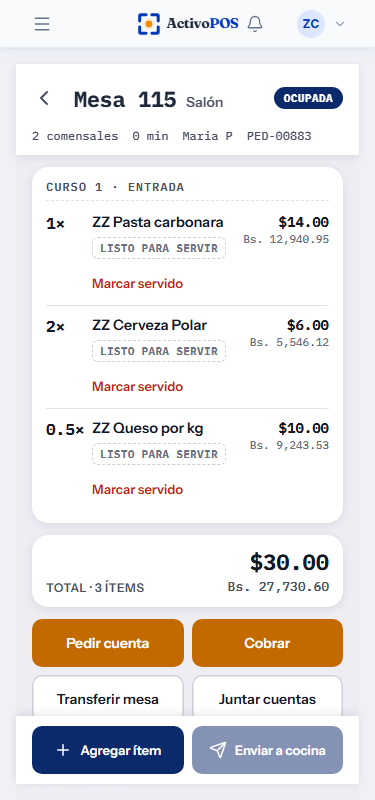 ActivoPOS
ZC
Mesa 115 Salón
OCUPADA
2 comensales 0 min Maria P PED-00883
CURSO 1 · ENTRADA
1× ZZ Pasta carbonara $14.00
LISTO PARA SERVIR Bs. 12,940.95
Marcar servido
2× ZZ Cerveza Polar $6.00
LISTO PARA SERVIR Bs. 5,546.12
Marcar servido
0.5× ZZ Queso por kg $10.00
LISTO PARA SERVIR Bs. 9,243.53
Marcar servido
$30.00
TOTAL · 3 ÍTEMS Bs. 27,730.60
Pedir cuenta Cobrar
Transferir mesa Juntar cuentas
Agregar ítem Enviar a cocina